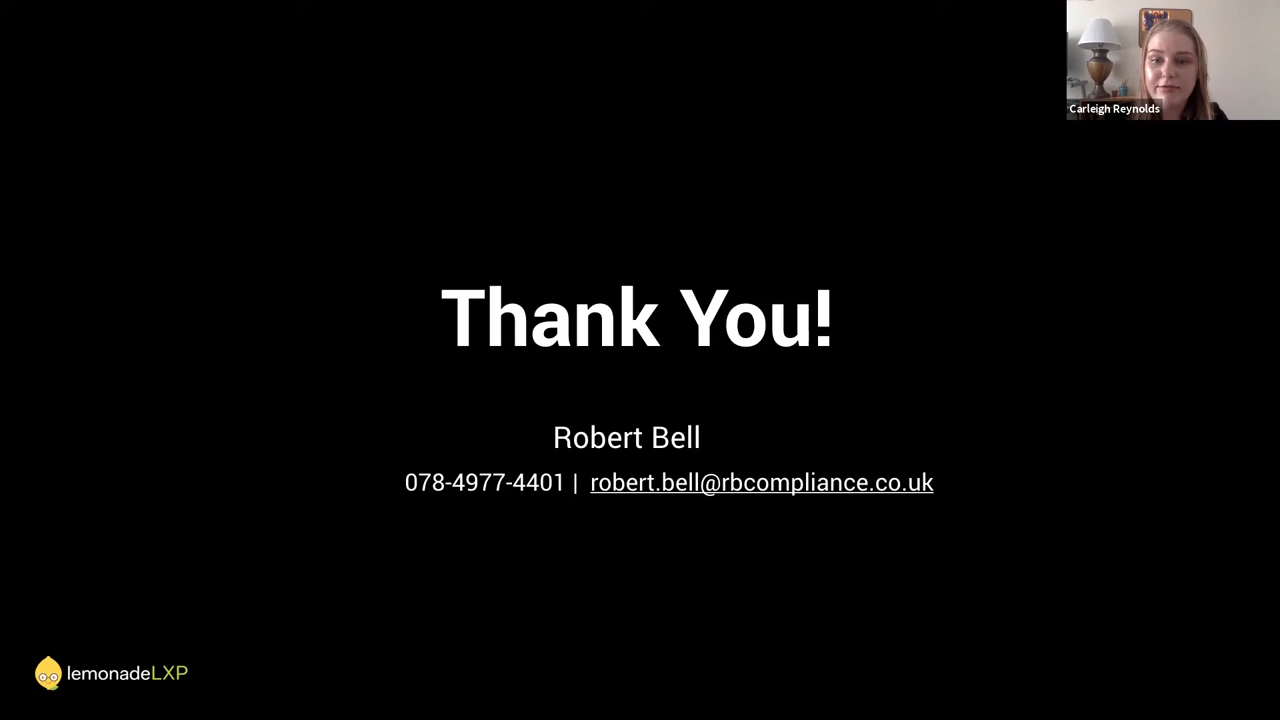 Carleigh Reynolds
Thank You!
Robert Bell
078-4977-4401 | robert.bell@rbcompliance.co.uk
lemonadeLXP